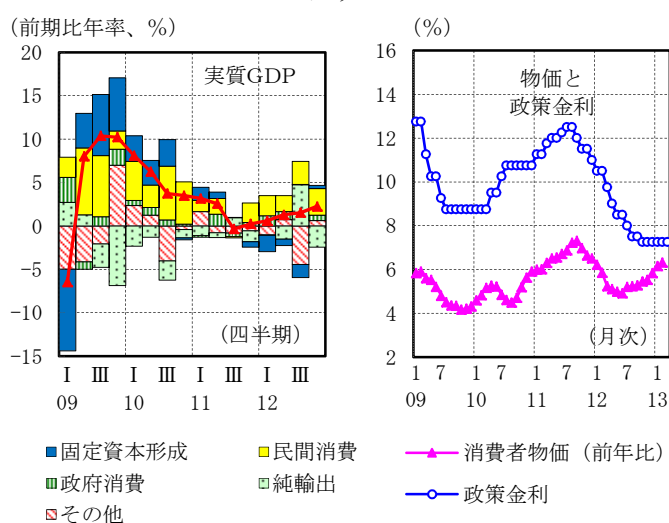 (前期比年率、%)
20
15
10
5
0
−5
−10
−15
実質GDP
(四半期)
Ⅰ Ⅲ Ⅰ Ⅲ Ⅰ Ⅲ Ⅰ Ⅲ
09 10 11 12
(%)
16
14
12
10
8
6
4
2
物価と
政策金利
(月次)
1 7 1 7 1 7 1 7 1
09 10 11 12 13
固定資本形成 民間消費
政府消費 純輸出
その他
消費者物価(前年比)
政策金利